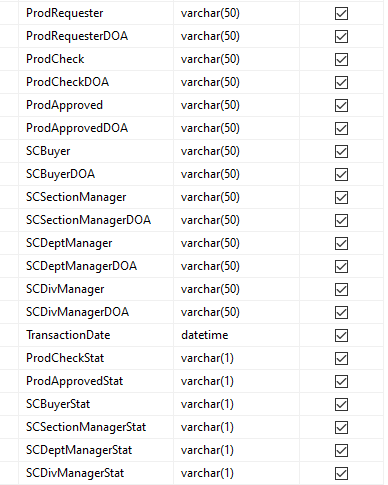 ProdRequester varchar(50)
ProdRequesterDOA varchar(50)
ProdCheck varchar(50)
ProdCheckDOA varchar(50)
ProdApproved varchar(50)
ProdApprovedDOA varchar(50)
SCBuyer varchar(50)
SCBuyerDOA varchar(50)
SCSectionManager varchar(50)
SCSectionManagerDOA varchar(50)
SCDeptManager varchar(50)
SCDeptManagerDOA varchar(50)
SCDivManager varchar(50)
SCDivManagerDOA varchar(50)
TransactionDate datetime
ProdCheckStat varchar(1)
ProdApprovedStat varchar(1)
SCBuyerStat varchar(1)
SCSectionManagerStat varchar(1)
SCDeptManagerStat varchar(1)
SCDivManagerStat varchar(1)